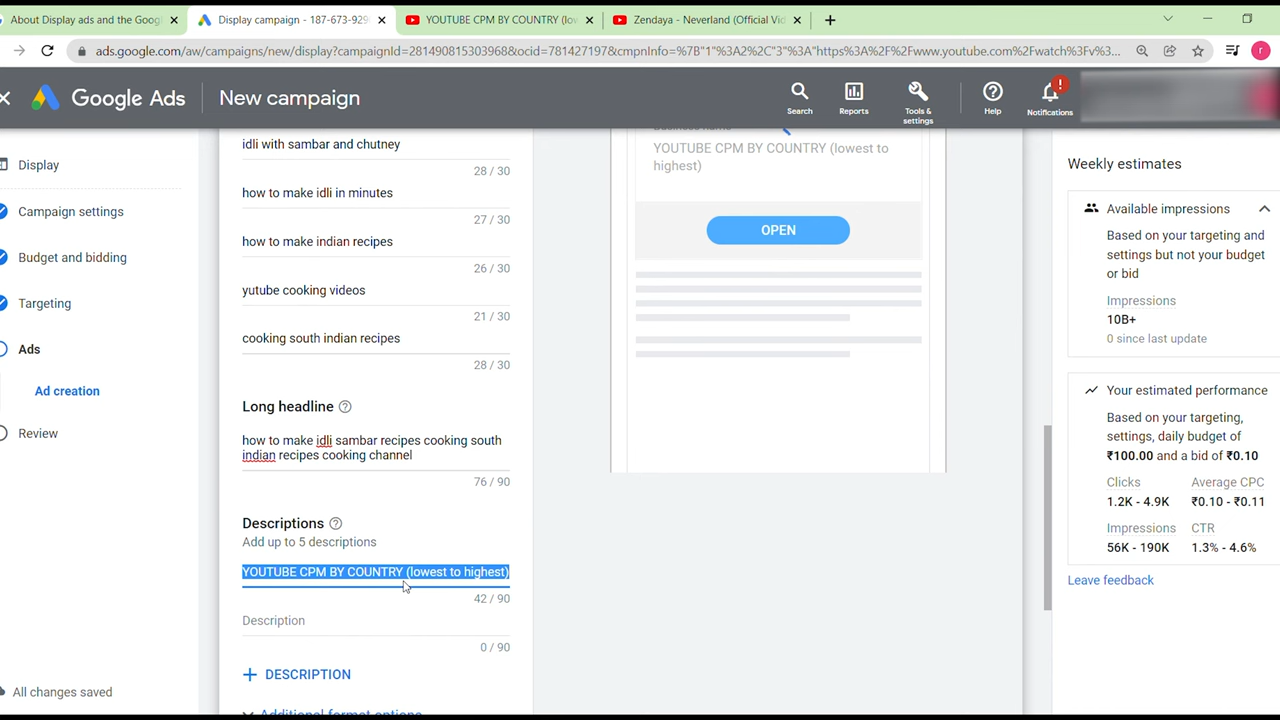 About Display ads and the Googl
Display campaign - 187-673-929
YOUTUBE CPM BY COUNTRY (low
Zendaya - Neverland (Official Vid
ads.google.com/aw/campaigns/new/display?campaignId=281490815303968&ocid=781427197&cmpnInfo=%7B"1"%3A2%2C"3"%3A"https%3A%2F%2Fwww.youtube.com%2Fwatch%3Fv%3...
r
Google Ads
New campaign
Search
Reports
Tools &
settings
Help
Notifications
Display
Campaign settings
Budget and bidding
Targeting
Ads
Ad creation
Review
All changes saved
idli with sambar and chutney
28 / 30
how to make idli in minutes
27 / 30
how to make indian recipes
26 / 30
yutube cooking videos
21 / 30
cooking south indian recipes
28 / 30
Long headline
how to make idli sambar recipes cooking south
indian recipes cooking channel
76 / 90
Descriptions
Add up to 5 descriptions
YOUTUBE CPM BY COUNTRY (lowest to highest)
42 / 90
Description
0 / 90
+ DESCRIPTION
Additional format options
Business name
YOUTUBE CPM BY COUNTRY (lowest to
highest)
OPEN
Weekly estimates
Available impressions
Based on your targeting and
settings but not your budget
or bid
Impressions
10B+
0 since last update
Your estimated performance
Based on your targeting,
settings, daily budget of
₹100.00 and a bid of ₹0.10
Clicks
Average CPC
1.2K - 4.9K
₹0.10 - ₹0.11
Impressions
CTR
56K - 190K
1.3% - 4.6%
Leave feedback